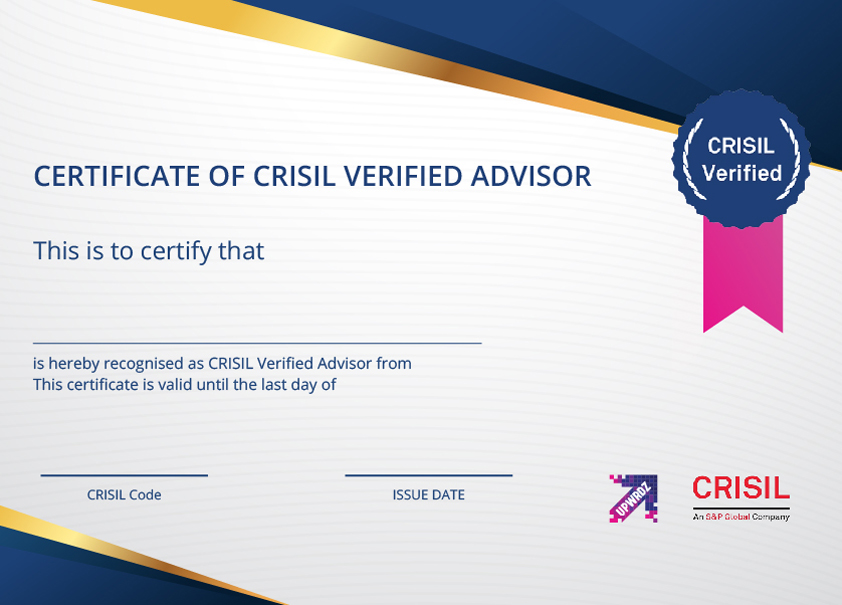 CRISIL
Verified
CERTIFICATE OF CRISIL VERIFIED ADVISOR
This is to certify that
is hereby recognised as CRISIL Verified Advisor from
This certificate is valid until the last day of
CRISIL Code
ISSUE DATE
UPWRDZ
CRISIL
An S&P Global Company